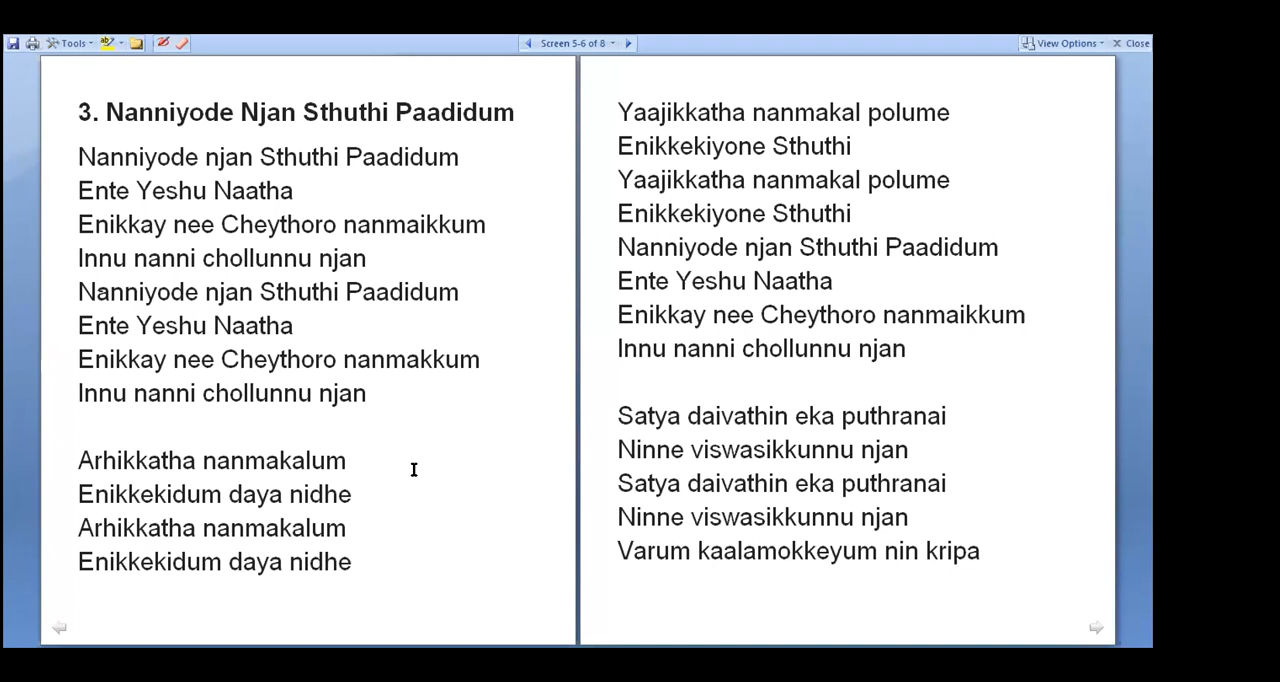 Tools
Screen 5-6 of 8
View Options
Close
3. Nanniyode Njan Sthuthi Paadidum
Nanniyode njan Sthuthi Paadidum
Ente Yeshu Naatha
Enikkay nee Cheythoro nanmaikkum
Innu nanni chollunnu njan
Nanniyode njan Sthuthi Paadidum
Ente Yeshu Naatha
Enikkay nee Cheythoro nanmakkum
Innu nanni chollunnu njan
Arhikkatha nanmakalum
Enikkekidum daya nidhe
Arhikkatha nanmakalum
Enikkekidum daya nidhe
Yaajikkatha nanmakal polume
Enikkekiyone Sthuthi
Yaajikkatha nanmakal polume
Enikkekiyone Sthuthi
Nanniyode njan Sthuthi Paadidum
Ente Yeshu Naatha
Enikkay nee Cheythoro nanmaikkum
Innu nanni chollunnu njan
Satya daivathin eka puthranai
Ninne viswasikkunnu njan
Satya daivathin eka puthranai
Ninne viswasikkunnu njan
Varum kaalamokkeyum nin kripa